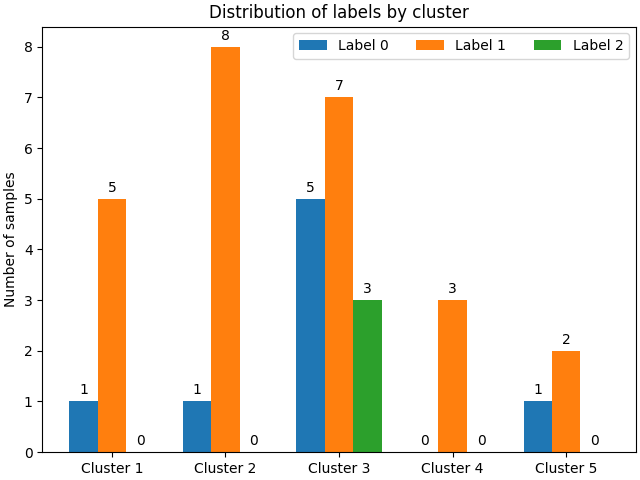 Distribution of labels by cluster
Label 0 Label 1 Label 2
Number of samples
8
7
6
5
4
3
2
1
0
1 5 0
1 8 0
5 7 3
0 3 0
1 2 0
Cluster 1 Cluster 2 Cluster 3 Cluster 4 Cluster 5